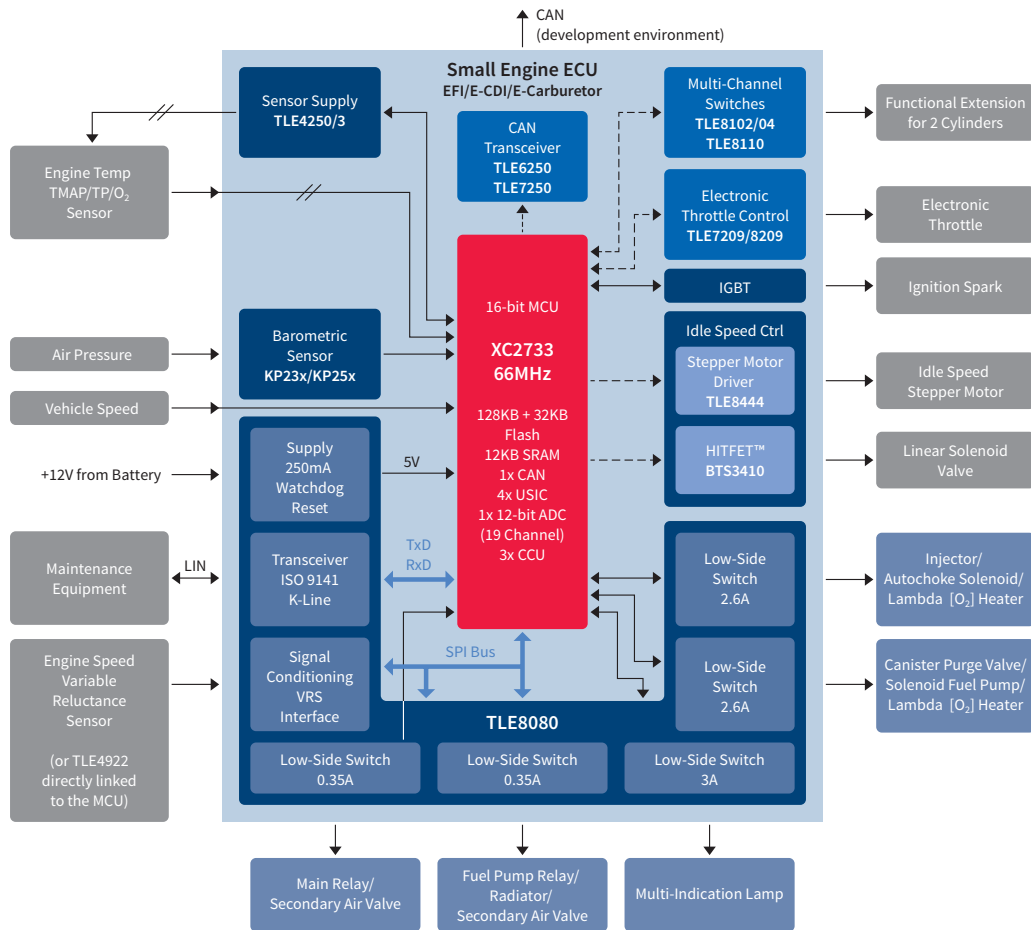 CAN
(development environment)
Small Engine ECU
EFI/E-CDI/E-Carburetor
Sensor Supply
TLE4250/3
CAN
Transceiver
TLE6250
TLE7250
Multi-Channel
Switches
TLE8102/04
TLE8110
Functional Extension
for 2 Cylinders
Engine Temp
TMAP/TP/O₂
Sensor
Electronic
Throttle Control
TLE7209/8209
Electronic
Throttle
IGBT
Ignition Spark
16-bit MCU
XC2733
66MHz
128KB + 32KB
Flash
12KB SRAM
1x CAN
4x USIC
1x 12-bit ADC
(19 Channel)
3x CCU
Barometric
Sensor
KP23x/KP25x
Air Pressure
Vehicle Speed
Idle Speed Ctrl
Stepper Motor
Driver
TLE8444
Idle Speed
Stepper Motor
HITFET™
BTS3410
Linear Solenoid
Valve
+12V from Battery
Supply
250mA
Watchdog
Reset
5V
Maintenance
Equipment
LIN
Transceiver
ISO 9141
K-Line
TxD
RxD
Low-Side
Switch
2.6A
Injector/
Autochoke Solenoid/
Lambda [O₂] Heater
Engine Speed
Variable
Reluctance
Sensor
(or TLE4922
directly linked
to the MCU)
Signal
Conditioning
VRS
Interface
SPI Bus
Low-Side
Switch
2.6A
Canister Purge Valve/
Solenoid Fuel Pump/
Lambda [O₂] Heater
TLE8080
Low-Side Switch
0.35A
Low-Side Switch
0.35A
Low-Side Switch
3A
Main Relay/
Secondary Air Valve
Fuel Pump Relay/
Radiator/
Secondary Air Valve
Multi-Indication Lamp